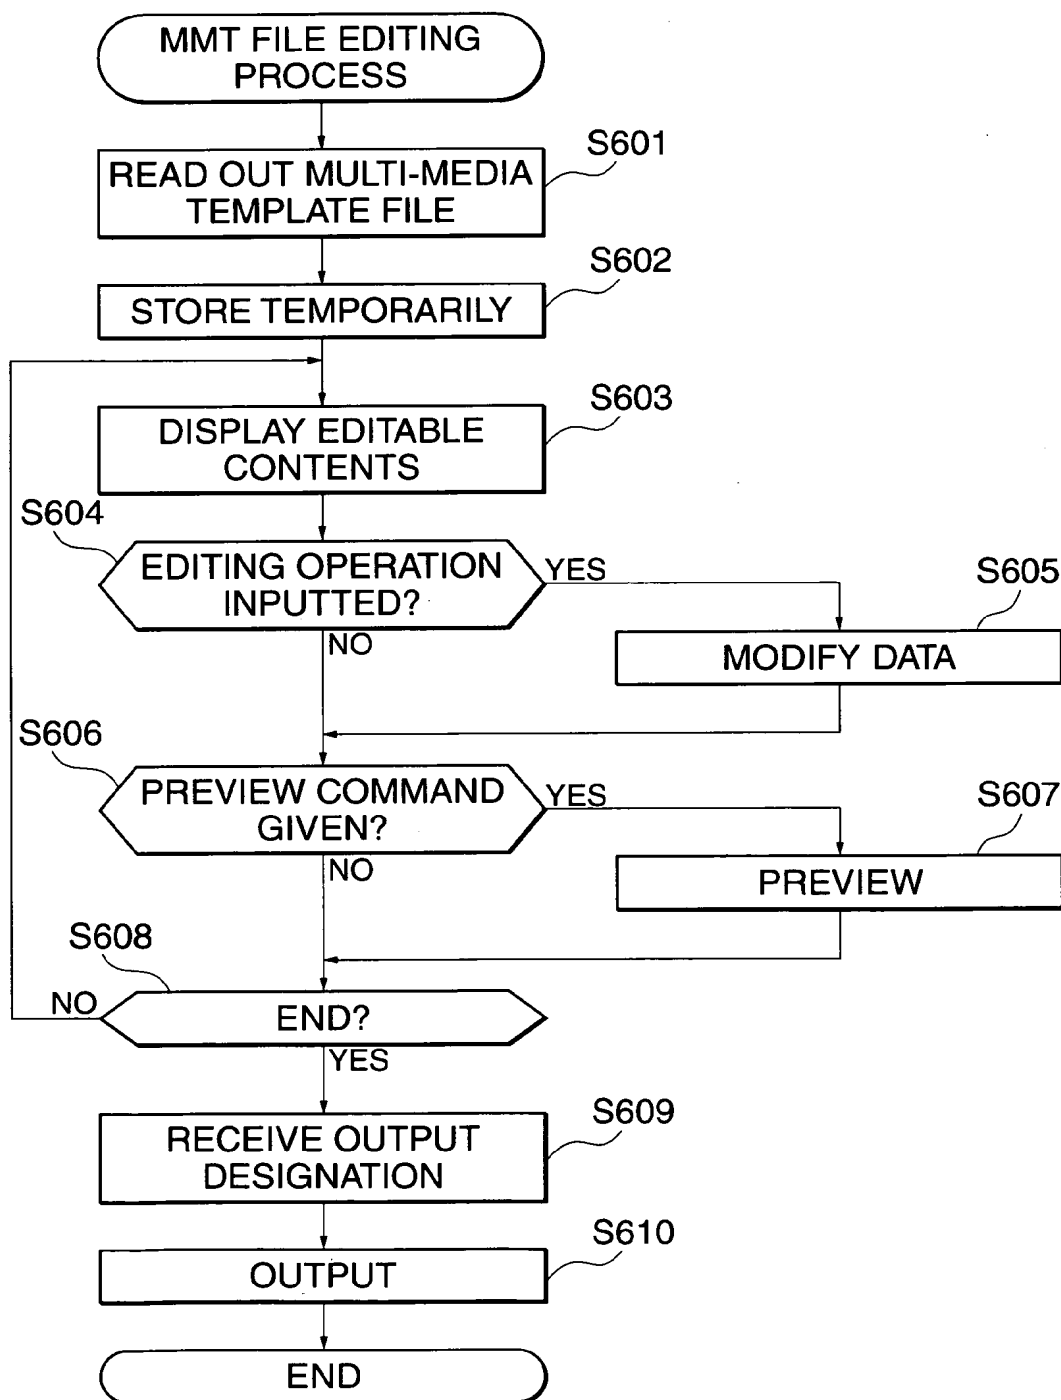 MMT FILE EDITING
PROCESS
S601
READ OUT MULTI-MEDIA
TEMPLATE FILE
S602
STORE TEMPORARILY
S603
DISPLAY EDITABLE
CONTENTS
S604
EDITING OPERATION
INPUTTED?
YES
NO
S605
MODIFY DATA
S606
PREVIEW COMMAND
GIVEN?
YES
NO
S607
PREVIEW
S608
NO
END?
YES
S609
RECEIVE OUTPUT
DESIGNATION
S610
OUTPUT
END